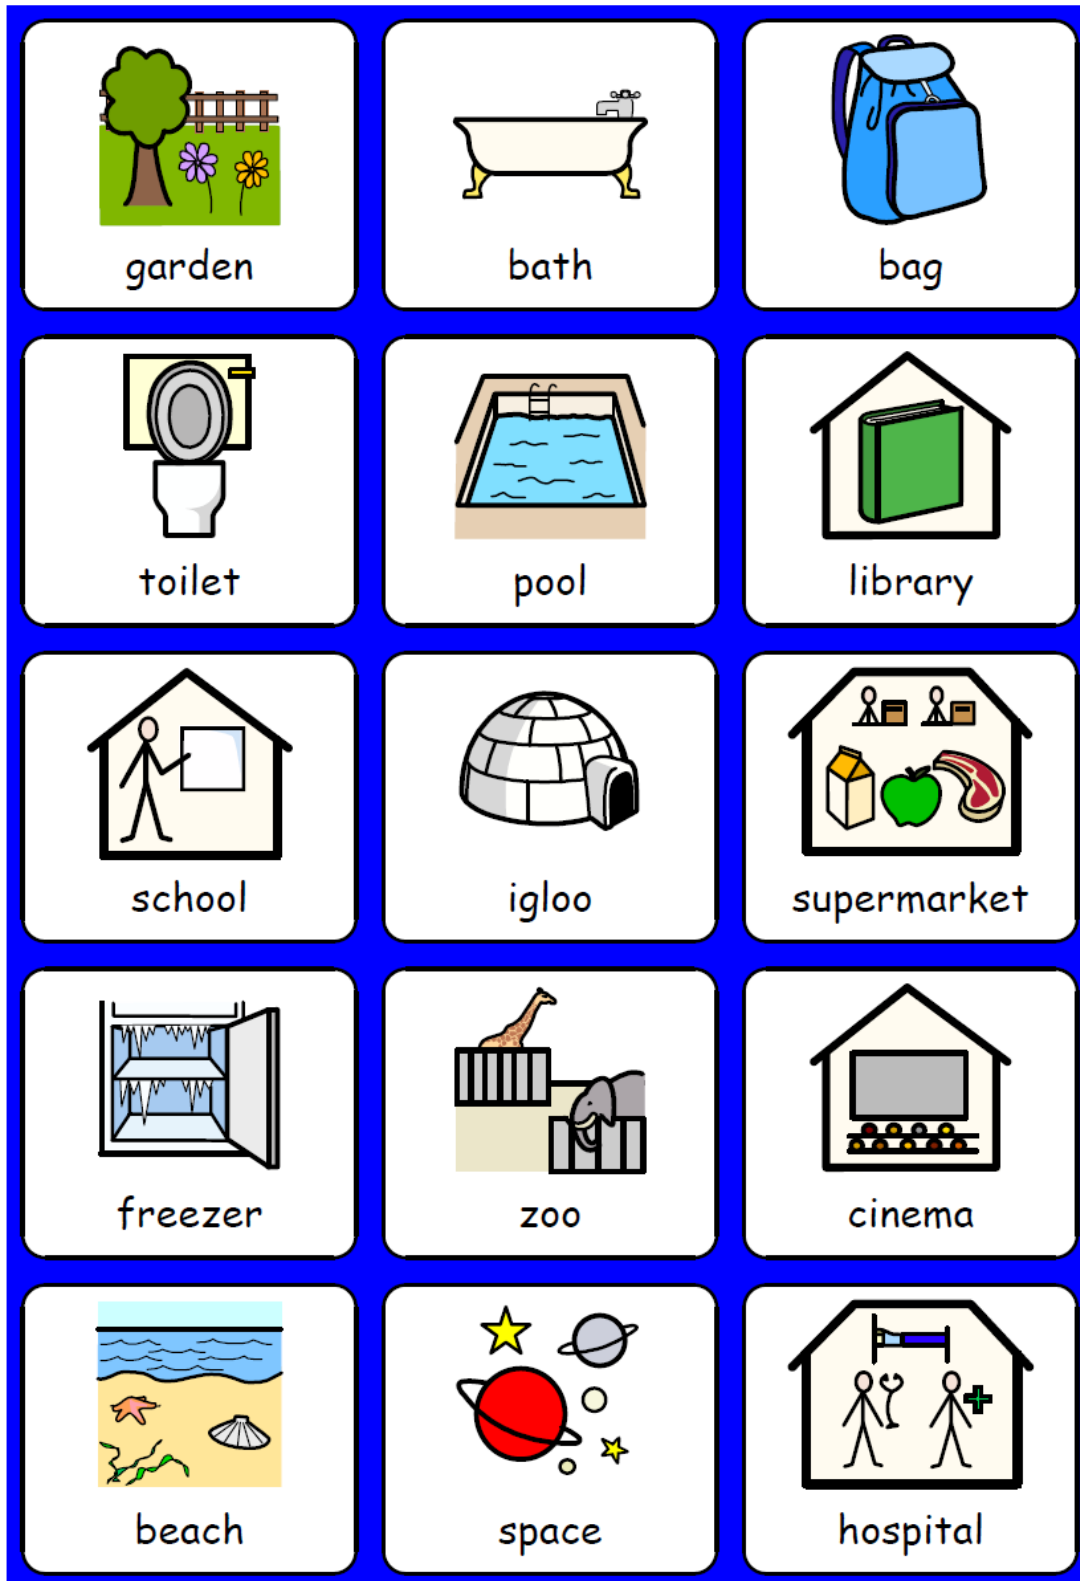 garden
bath
bag
toilet
pool
library
school
igloo
supermarket
freezer
zoo
cinema
beach
space
hospital